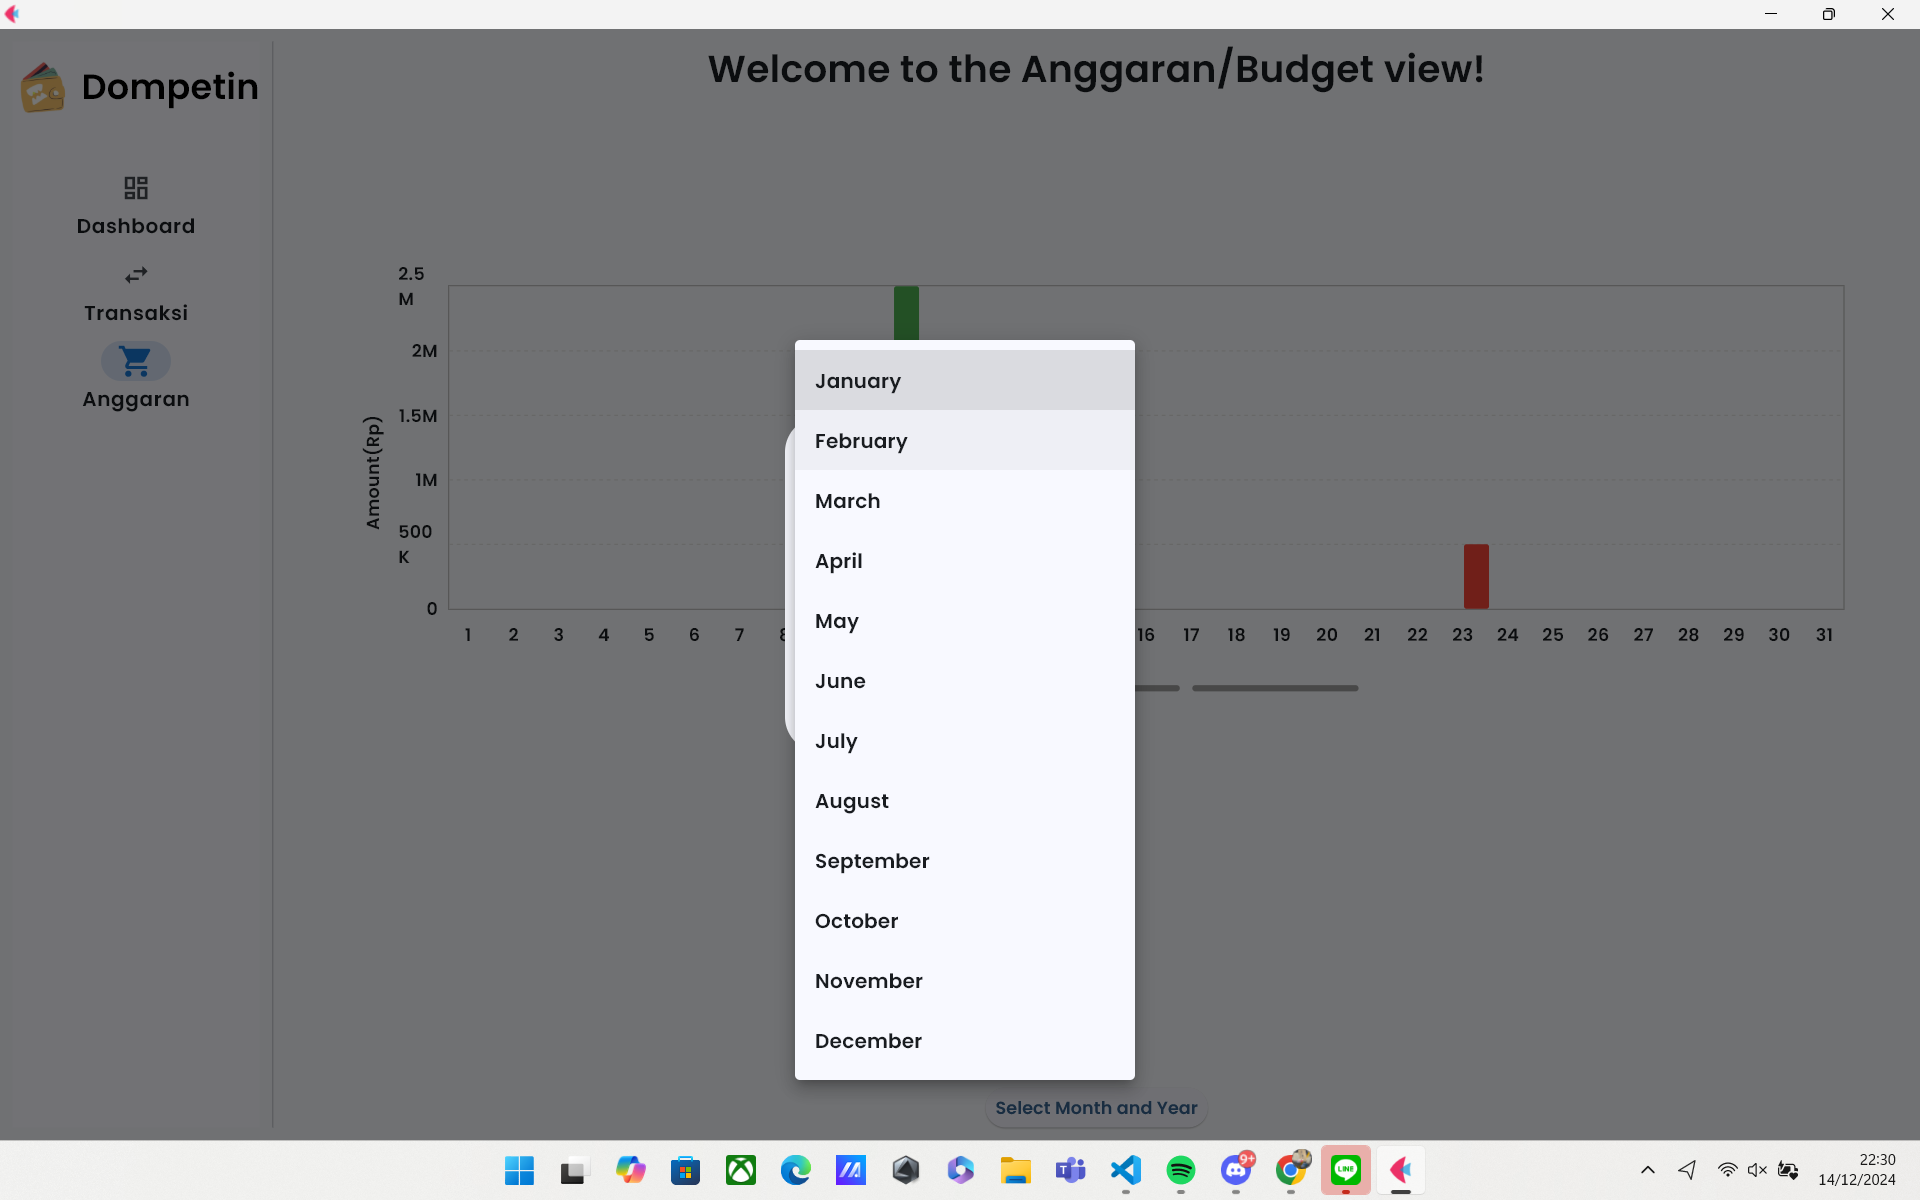 Dompetin
Welcome to the Anggaran/Budget view!
Dashboard
Transaksi
Anggaran
Amount(Rp)
2.5
M
2M
1.5M
1M
500
K
0
January
February
March
April
May
June
July
August
September
October
November
December
1 2 3 4 5 6 7 16 17 18 19 20 21 22 23 24 25 26 27 28 29 30 31
Select Month and Year
9+
LINE
22:30
14/12/2024